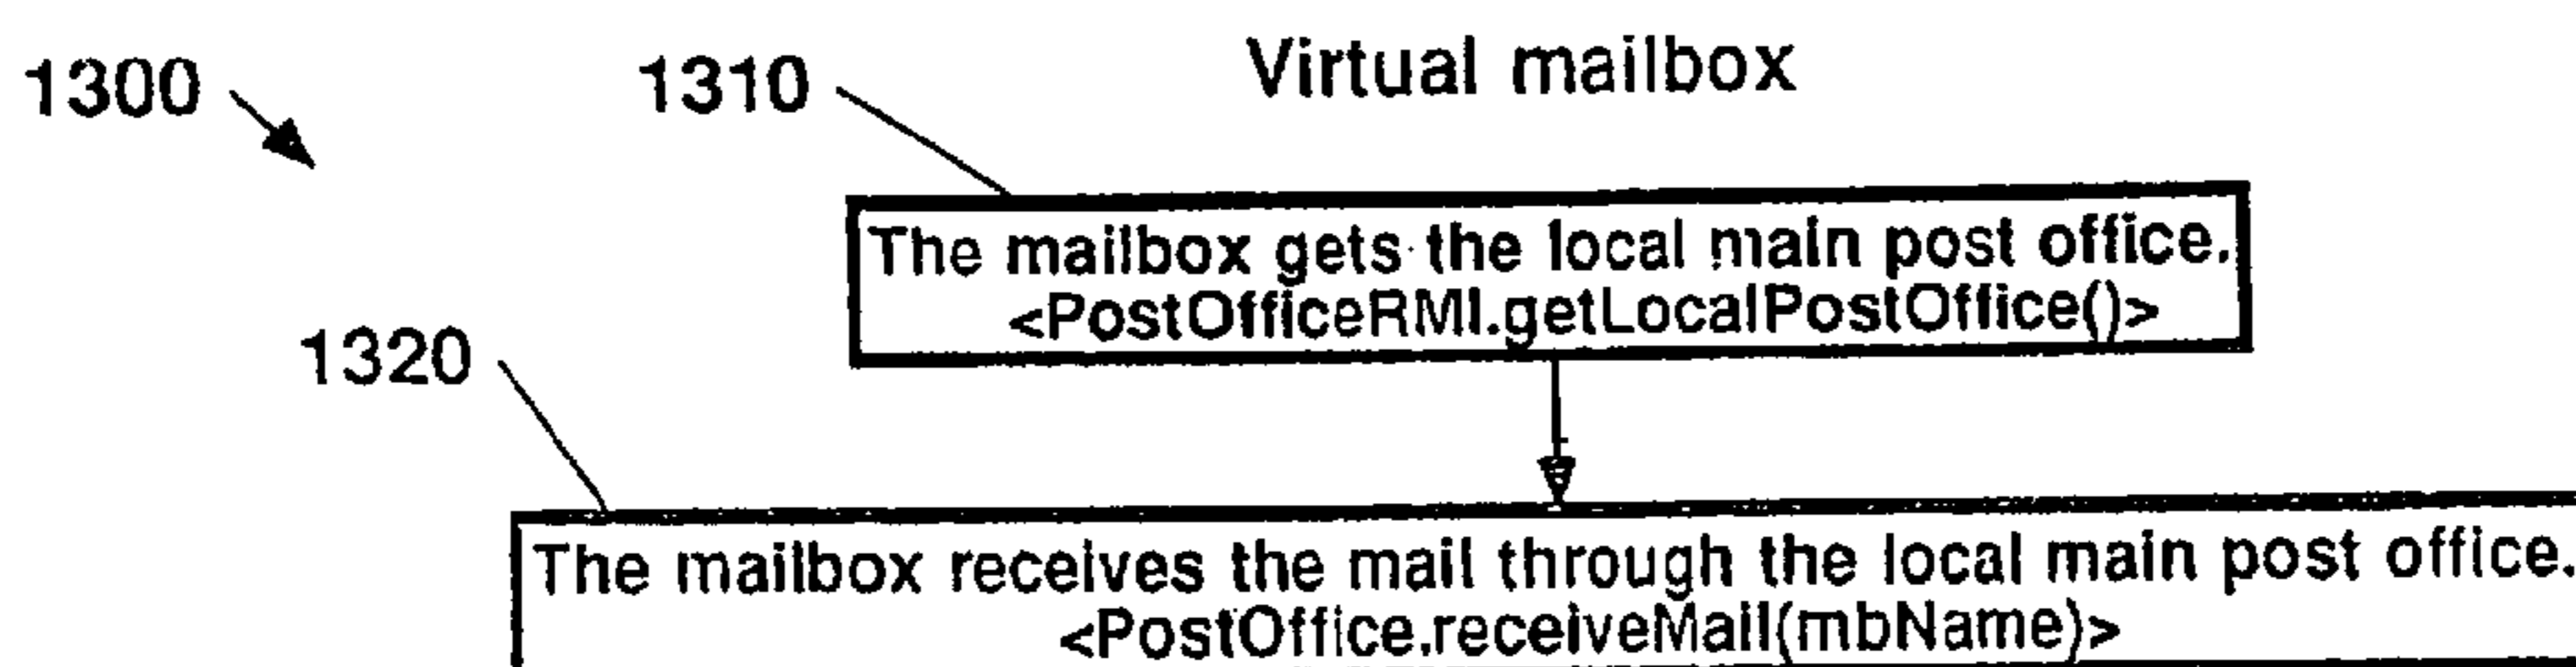 Virtual mailbox
1300
1310
The mailbox gets the local main post office.
<PostOfficeRMI.getLocalPostOffice()>
1320
The mailbox receives the mail through the local main post office.
<PostOffice.receiveMail(mbName)>